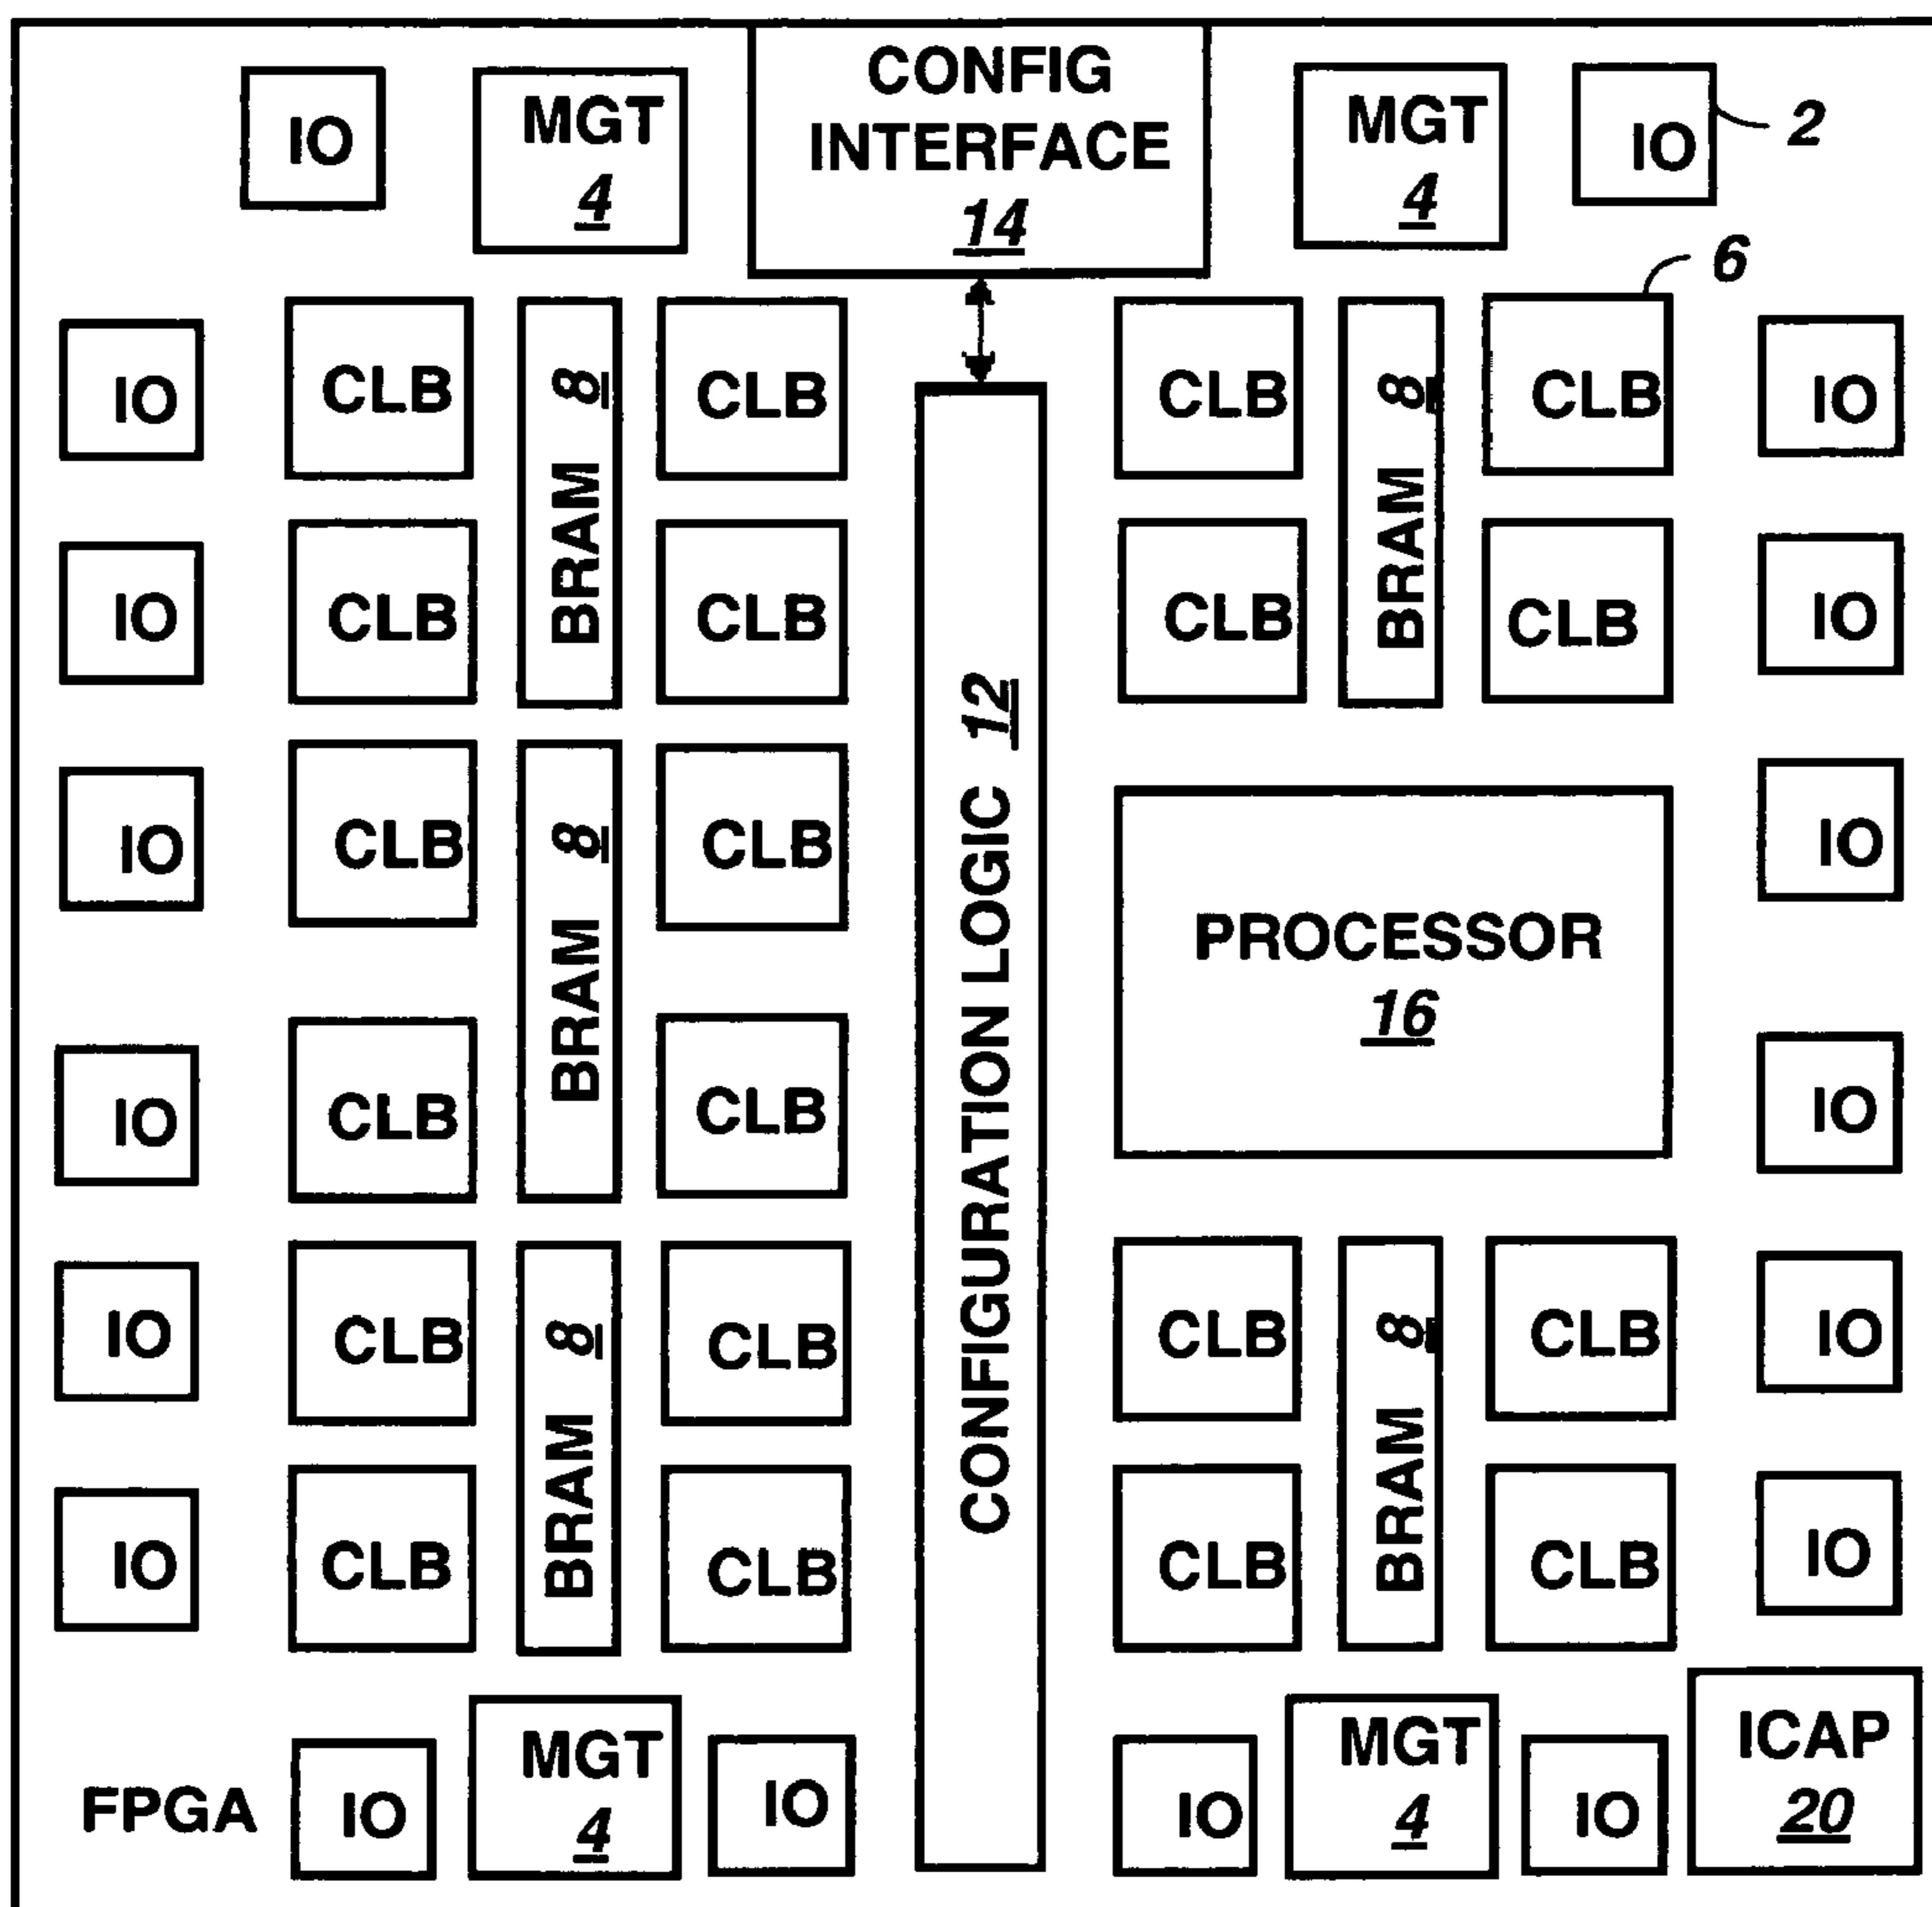 CONFIG
INTERFACE
14
IO
MGT
4
MGT
4
IO
2
6
IO
CLB
BRAM 8
CLB
CLB
BRAM 8
CLB
IO
IO
CLB
CLB
CLB
CLB
IO
IO
CLB
BRAM 8
CLB
CONFIGURATION LOGIC 12
PROCESSOR
16
IO
IO
CLB
CLB
IO
IO
CLB
BRAM 8
CLB
CLB
BRAM 8
CLB
IO
IO
CLB
CLB
CLB
CLB
IO
FPGA
IO
MGT
4
IO
IO
MGT
4
IO
ICAP
20